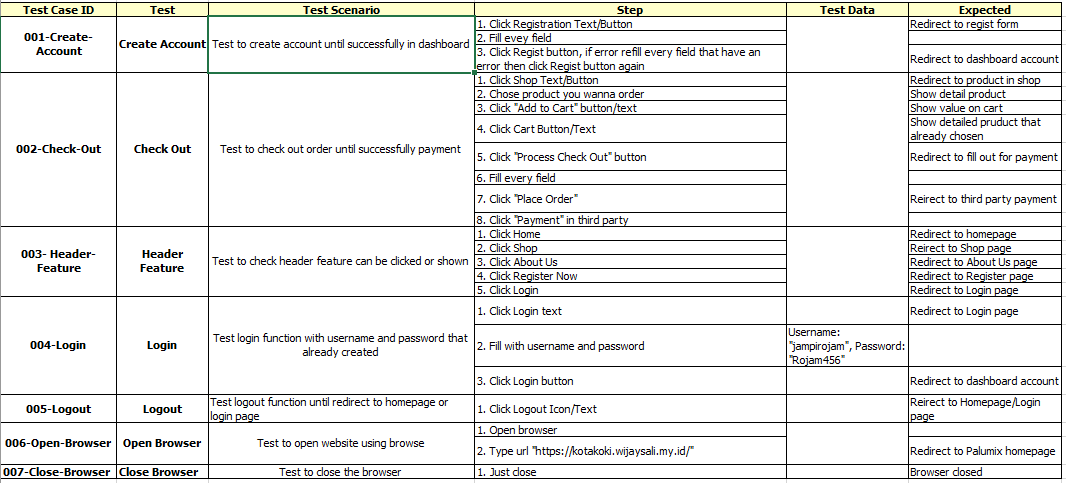 Test Case ID Test Test Scenario Step Test Data Expected
001-Create-
Account
Create Account
Test to create account until successfully in dashboard
1. Click Registration Text/Button
Redirect to regist form
2. Fill evey field
3. Click Regist button, if error refill every field that have an
error then click Regist button again
Redirect to dashboard account
002-Check-Out
Check Out
Test to check out order until successfully payment
1. Click Shop Text/Button
Redirect to product in shop
2. Chose product you wanna order
Show detail product
3. Click "Add to Cart" button/text
Show value on cart
4. Click Cart Button/Text
Show detailed pruduct that
already chosen
5. Click "Process Check Out" button
Redirect to fill out for payment
6. Fill every field
7. Click "Place Order"
Reirect to third party payment
8. Click "Payment" in third party
003- Header-
Feature
Header
Feature
Test to check header feature can be clicked or shown
1. Click Home
Redirect to homepage
2. Click Shop
Reirect to Shop page
3. Click About Us
Redirect to About Us page
4. Click Register Now
Redirect to Register page
5. Click Login
Redirect to Login page
004-Login
Login
Test login function with username and password that
already created
1. Click Login text
Redirect to Login page
2. Fill with username and password
Username:
"jampirojam", Password:
"Rojam456"
3. Click Login button
Redirect to dashboard account
005-Logout
Logout
Test logout function until redirect to homepage or
login page
1. Click Logout Icon/Text
Reirect to Homepage/Login
page
006-Open-Browser
Open Browser
Test to open website using browse
1. Open browser
2. Type url "https://kotakoki.wijaysali.my.id/"
Redirect to Palumix homepage
007-Close-Browser
Close Browser
Test to close the browser
1. Just close
Browser closed